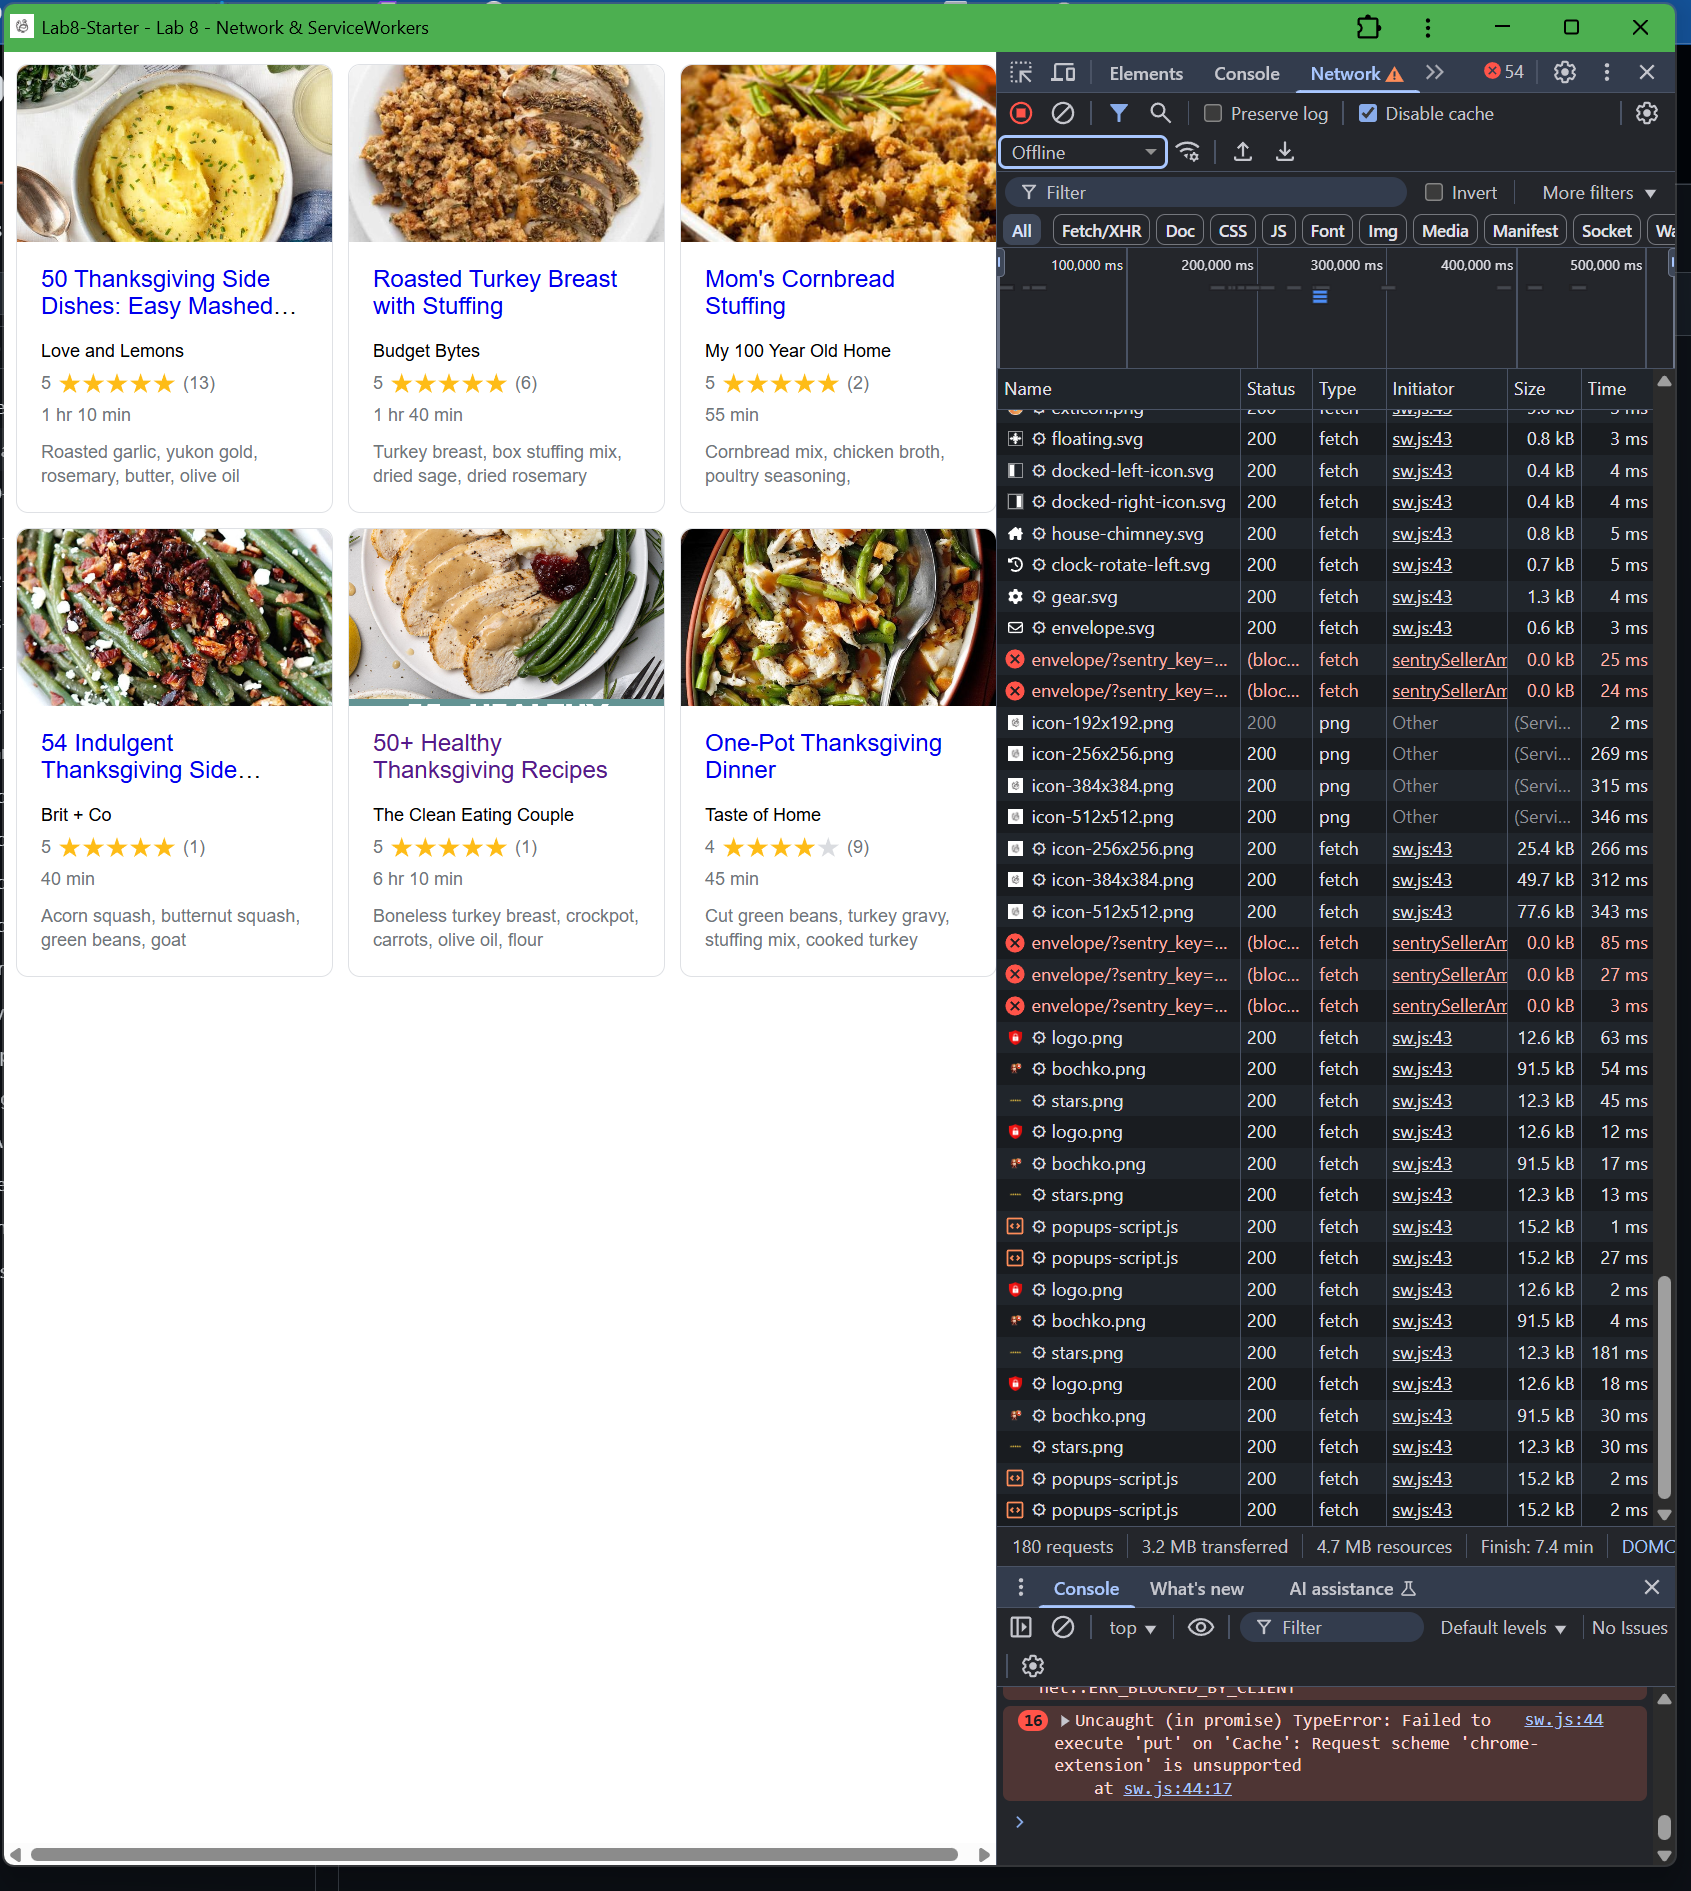 Lab8-Starter - Lab 8 - Network & ServiceWorkers
50 Thanksgiving Side
Dishes: Easy Mashed…
Love and Lemons
5 (13)
1 hr 10 min
Roasted garlic, yukon gold,
rosemary, butter, olive oil
Roasted Turkey Breast
with Stuffing
Budget Bytes
5 (6)
1 hr 40 min
Turkey breast, box stuffing mix,
dried sage, dried rosemary
Mom's Cornbread
Stuffing
My 100 Year Old Home
5 (2)
55 min
Cornbread mix, chicken broth,
poultry seasoning,
54 Indulgent
Thanksgiving Side…
Brit + Co
5 (1)
40 min
Acorn squash, butternut squash,
green beans, goat
50+ Healthy
Thanksgiving Recipes
The Clean Eating Couple
5 (1)
6 hr 10 min
Boneless turkey breast, crockpot,
carrots, olive oil, flour
One-Pot Thanksgiving
Dinner
Taste of Home
4 (9)
45 min
Cut green beans, turkey gravy,
stuffing mix, cooked turkey
Elements Console Network 54
Preserve log Disable cache
Offline
Filter Invert More filters
All Fetch/XHR Doc CSS JS Font Img Media Manifest Socket Wa
100,000 ms 200,000 ms 300,000 ms 400,000 ms 500,000 ms
Name Status Type Initiator Size Time
floating.svg 200 fetch sw.js:43 0.8 kB 3 ms
docked-left-icon.svg 200 fetch sw.js:43 0.4 kB 4 ms
docked-right-icon.svg 200 fetch sw.js:43 0.4 kB 4 ms
house-chimney.svg 200 fetch sw.js:43 0.8 kB 5 ms
clock-rotate-left.svg 200 fetch sw.js:43 0.7 kB 5 ms
gear.svg 200 fetch sw.js:43 1.3 kB 4 ms
envelope.svg 200 fetch sw.js:43 0.6 kB 3 ms
envelope/?sentry_key=... (bloc... fetch sentrySellerAm 0.0 kB 25 ms
envelope/?sentry_key=... (bloc... fetch sentrySellerAm 0.0 kB 24 ms
icon-192x192.png 200 png Other (Servi... 2 ms
icon-256x256.png 200 png Other (Servi... 269 ms
icon-384x384.png 200 png Other (Servi... 315 ms
icon-512x512.png 200 png Other (Servi... 346 ms
icon-256x256.png 200 fetch sw.js:43 25.4 kB 266 ms
icon-384x384.png 200 fetch sw.js:43 49.7 kB 312 ms
icon-512x512.png 200 fetch sw.js:43 77.6 kB 343 ms
envelope/?sentry_key=... (bloc... fetch sentrySellerAm 0.0 kB 85 ms
envelope/?sentry_key=... (bloc... fetch sentrySellerAm 0.0 kB 27 ms
envelope/?sentry_key=... (bloc... fetch sentrySellerAm 0.0 kB 3 ms
logo.png 200 fetch sw.js:43 12.6 kB 63 ms
bochko.png 200 fetch sw.js:43 91.5 kB 54 ms
stars.png 200 fetch sw.js:43 12.3 kB 45 ms
logo.png 200 fetch sw.js:43 12.6 kB 12 ms
bochko.png 200 fetch sw.js:43 91.5 kB 17 ms
stars.png 200 fetch sw.js:43 12.3 kB 13 ms
popups-script.js 200 fetch sw.js:43 15.2 kB 1 ms
popups-script.js 200 fetch sw.js:43 15.2 kB 27 ms
logo.png 200 fetch sw.js:43 12.6 kB 2 ms
bochko.png 200 fetch sw.js:43 91.5 kB 4 ms
stars.png 200 fetch sw.js:43 12.3 kB 181 ms
logo.png 200 fetch sw.js:43 12.6 kB 18 ms
bochko.png 200 fetch sw.js:43 91.5 kB 30 ms
stars.png 200 fetch sw.js:43 12.3 kB 30 ms
popups-script.js 200 fetch sw.js:43 15.2 kB 2 ms
popups-script.js 200 fetch sw.js:43 15.2 kB 2 ms
180 requests 3.2 MB transferred 4.7 MB resources Finish: 7.4 min DOMC
Console What's new AI assistance
top Filter Default levels No Issues
net::ERR_BLOCKED_BY_CLIENT
16 Uncaught (in promise) TypeError: Failed to sw.js:44
execute 'put' on 'Cache': Request scheme 'chrome-
extension' is unsupported
at sw.js:44:17